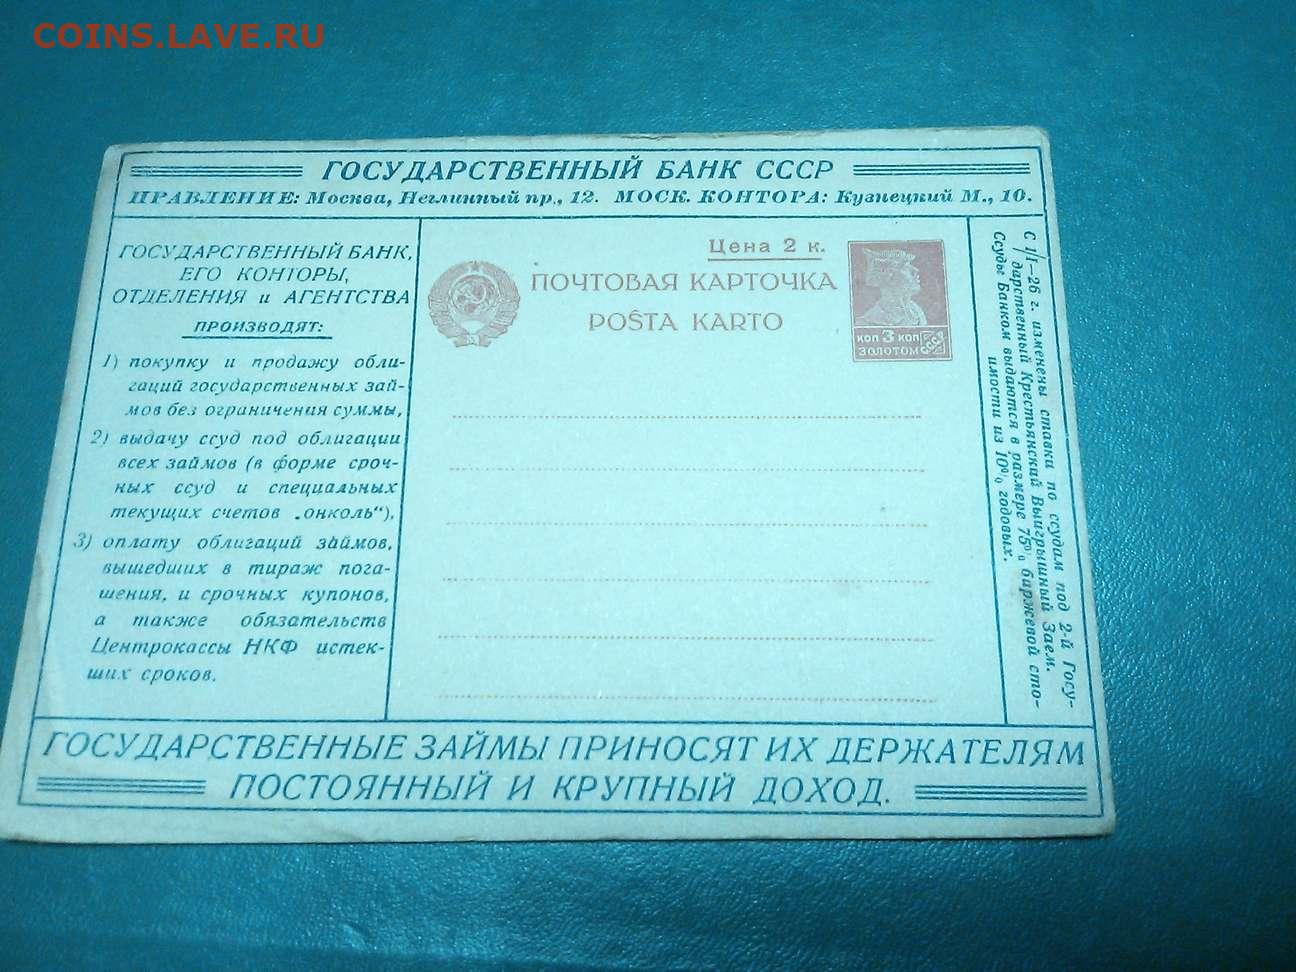 COINS.LAVE.RU
ГОСУДАРСТВЕННЫЙ БАНК СССР
ПРАВЛЕНИЕ: Москва, Неглинный пр., 12. МОСК. КОНТОРА: Кузнецкий М., 10.
ГОСУДАРСТВЕННЫЙ БАНК,
ЕГО КОНТОРЫ,
ОТДЕЛЕНИЯ и АГЕНТСТВА
ПРОИЗВОДЯТ:
1) покупку и продажу обли-
гаций государственных зай-
мов без ограничения суммы,
2) выдачу ссуд под облигации
всех займов (в форме сроч-
ных ссуд и специальных
текущих счетов „онколь"),
3) оплату облигаций займов,
вышедших в тираж пога-
шения, и срочных купонов,
а также обязательств
Центрокассы НКФ истек-
ших сроков.
Цена 2 к.
ПОЧТОВАЯ КАРТОЧКА
POŜTA KARTO
КОП 3 КОП
ЗОЛОТОМ
СССР
С 1/I—26 г. изменены ставки по ссудам под 2-й Госу-
дарственный Крестьянский Выигрышный Заем.
Ссуды Банком выдаются в размере 75% биржевой сто-
имости из 10% годовых.
ГОСУДАРСТВЕННЫЕ ЗАЙМЫ ПРИНОСЯТ ИХ ДЕРЖАТЕЛЯМ
ПОСТОЯННЫЙ И КРУПНЫЙ ДОХОД.